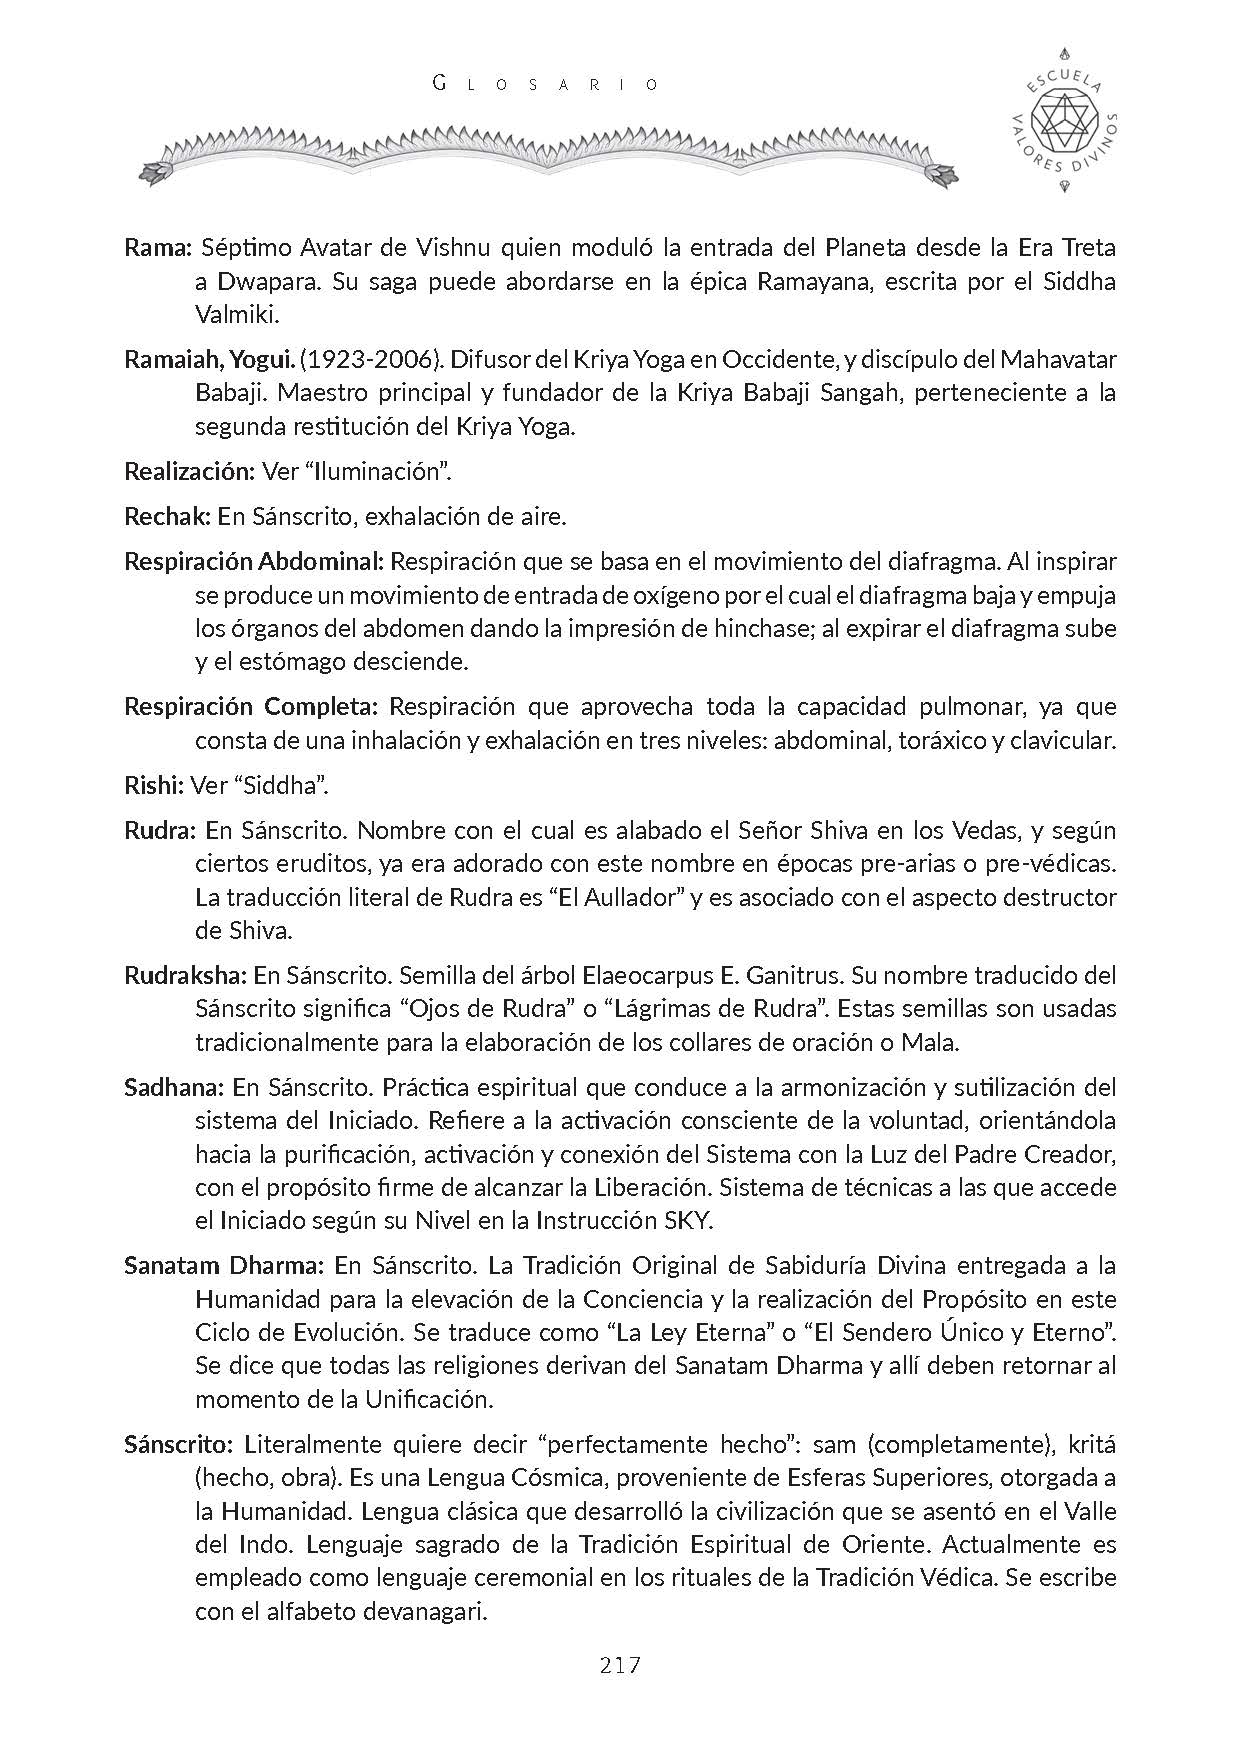 Glosario
ESCUELA
VALORES DIVINOS
Rama: Séptimo Avatar de Vishnu quien moduló la entrada del Planeta desde la Era Treta
a Dwapara. Su saga puede abordarse en la épica Ramayana, escrita por el Siddha
Valmiki.
Ramaiah, Yogui. (1923-2006). Difusor del Kriya Yoga en Occidente, y discípulo del Mahavatar
Babaji. Maestro principal y fundador de la Kriya Babaji Sangah, perteneciente a la
segunda restitución del Kriya Yoga.
Realización: Ver “Iluminación”.
Rechak: En Sánscrito, exhalación de aire.
Respiración Abdominal: Respiración que se basa en el movimiento del diafragma. Al inspirar
se produce un movimiento de entrada de oxígeno por el cual el diafragma baja y empuja
los órganos del abdomen dando la impresión de hinchase; al expirar el diafragma sube
y el estómago desciende.
Respiración Completa: Respiración que aprovecha toda la capacidad pulmonar, ya que
consta de una inhalación y exhalación en tres niveles: abdominal, toráxico y clavicular.
Rishi: Ver “Siddha”.
Rudra: En Sánscrito. Nombre con el cual es alabado el Señor Shiva en los Vedas, y según
ciertos eruditos, ya era adorado con este nombre en épocas pre-arias o pre-védicas.
La traducción literal de Rudra es “El Aullador” y es asociado con el aspecto destructor
de Shiva.
Rudraksha: En Sánscrito. Semilla del árbol Elaeocarpus E. Ganitrus. Su nombre traducido del
Sánscrito significa “Ojos de Rudra” o “Lágrimas de Rudra”. Estas semillas son usadas
tradicionalmente para la elaboración de los collares de oración o Mala.
Sadhana: En Sánscrito. Práctica espiritual que conduce a la armonización y sutilización del
sistema del Iniciado. Refiere a la activación consciente de la voluntad, orientándola
hacia la purificación, activación y conexión del Sistema con la Luz del Padre Creador,
con el propósito firme de alcanzar la Liberación. Sistema de técnicas a las que accede
el Iniciado según su Nivel en la Instrucción SKY.
Sanatam Dharma: En Sánscrito. La Tradición Original de Sabiduría Divina entregada a la
Humanidad para la elevación de la Conciencia y la realización del Propósito en este
Ciclo de Evolución. Se traduce como “La Ley Eterna” o “El Sendero Único y Eterno”.
Se dice que todas las religiones derivan del Sanatam Dharma y allí deben retornar al
momento de la Unificación.
Sánscrito: Literalmente quiere decir “perfectamente hecho”: sam (completamente), kritá
(hecho, obra). Es una Lengua Cósmica, proveniente de Esferas Superiores, otorgada a
la Humanidad. Lengua clásica que desarrolló la civilización que se asentó en el Valle
del Indo. Lenguaje sagrado de la Tradición Espiritual de Oriente. Actualmente es
empleado como lenguaje ceremonial en los rituales de la Tradición Védica. Se escribe
con el alfabeto devanagari.
217